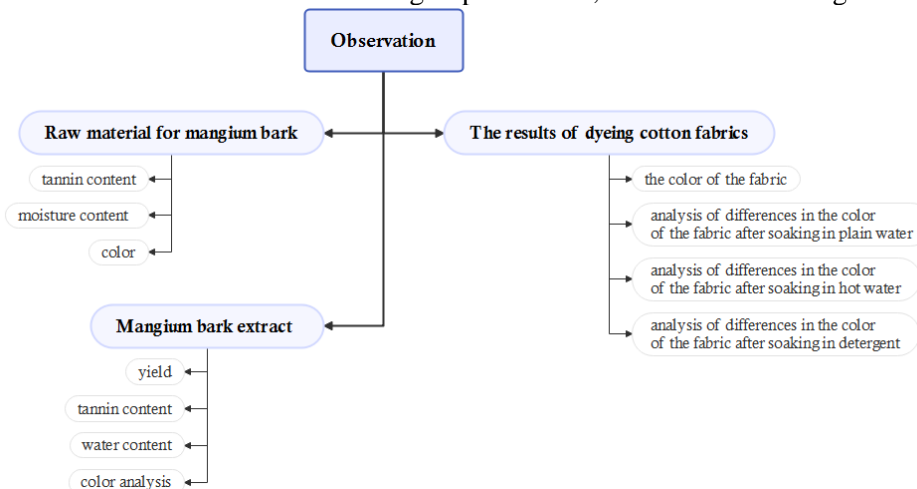 Observation
Raw material for mangium bark
tannin content
moisture content
color
Mangium bark extract
yield
tannin content
water content
color analysis
The results of dyeing cotton fabrics
the color of the fabric
analysis of differences in the color
of the fabric after soaking in plain water
analysis of differences in the color
of the fabric after soaking in hot water
analysis of differences in the color
of the fabric after soaking in detergent